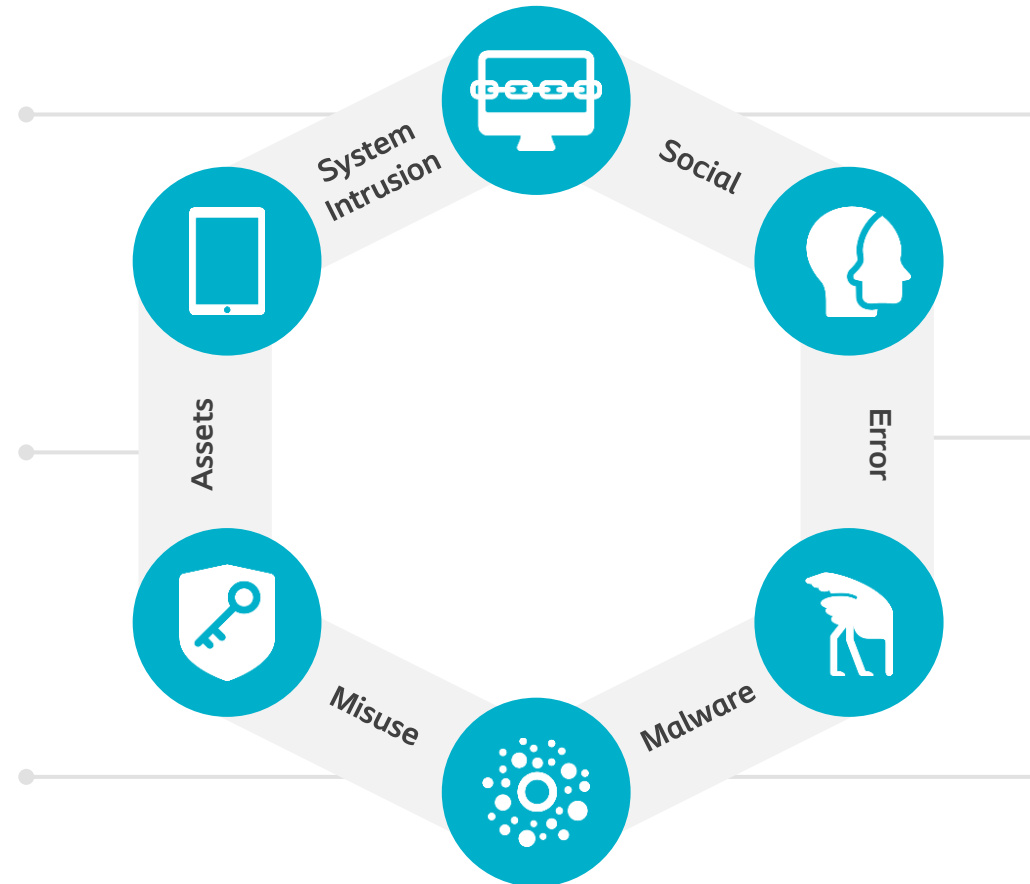 System
Intrusion
Social
Assets
Error
Misuse
Malware